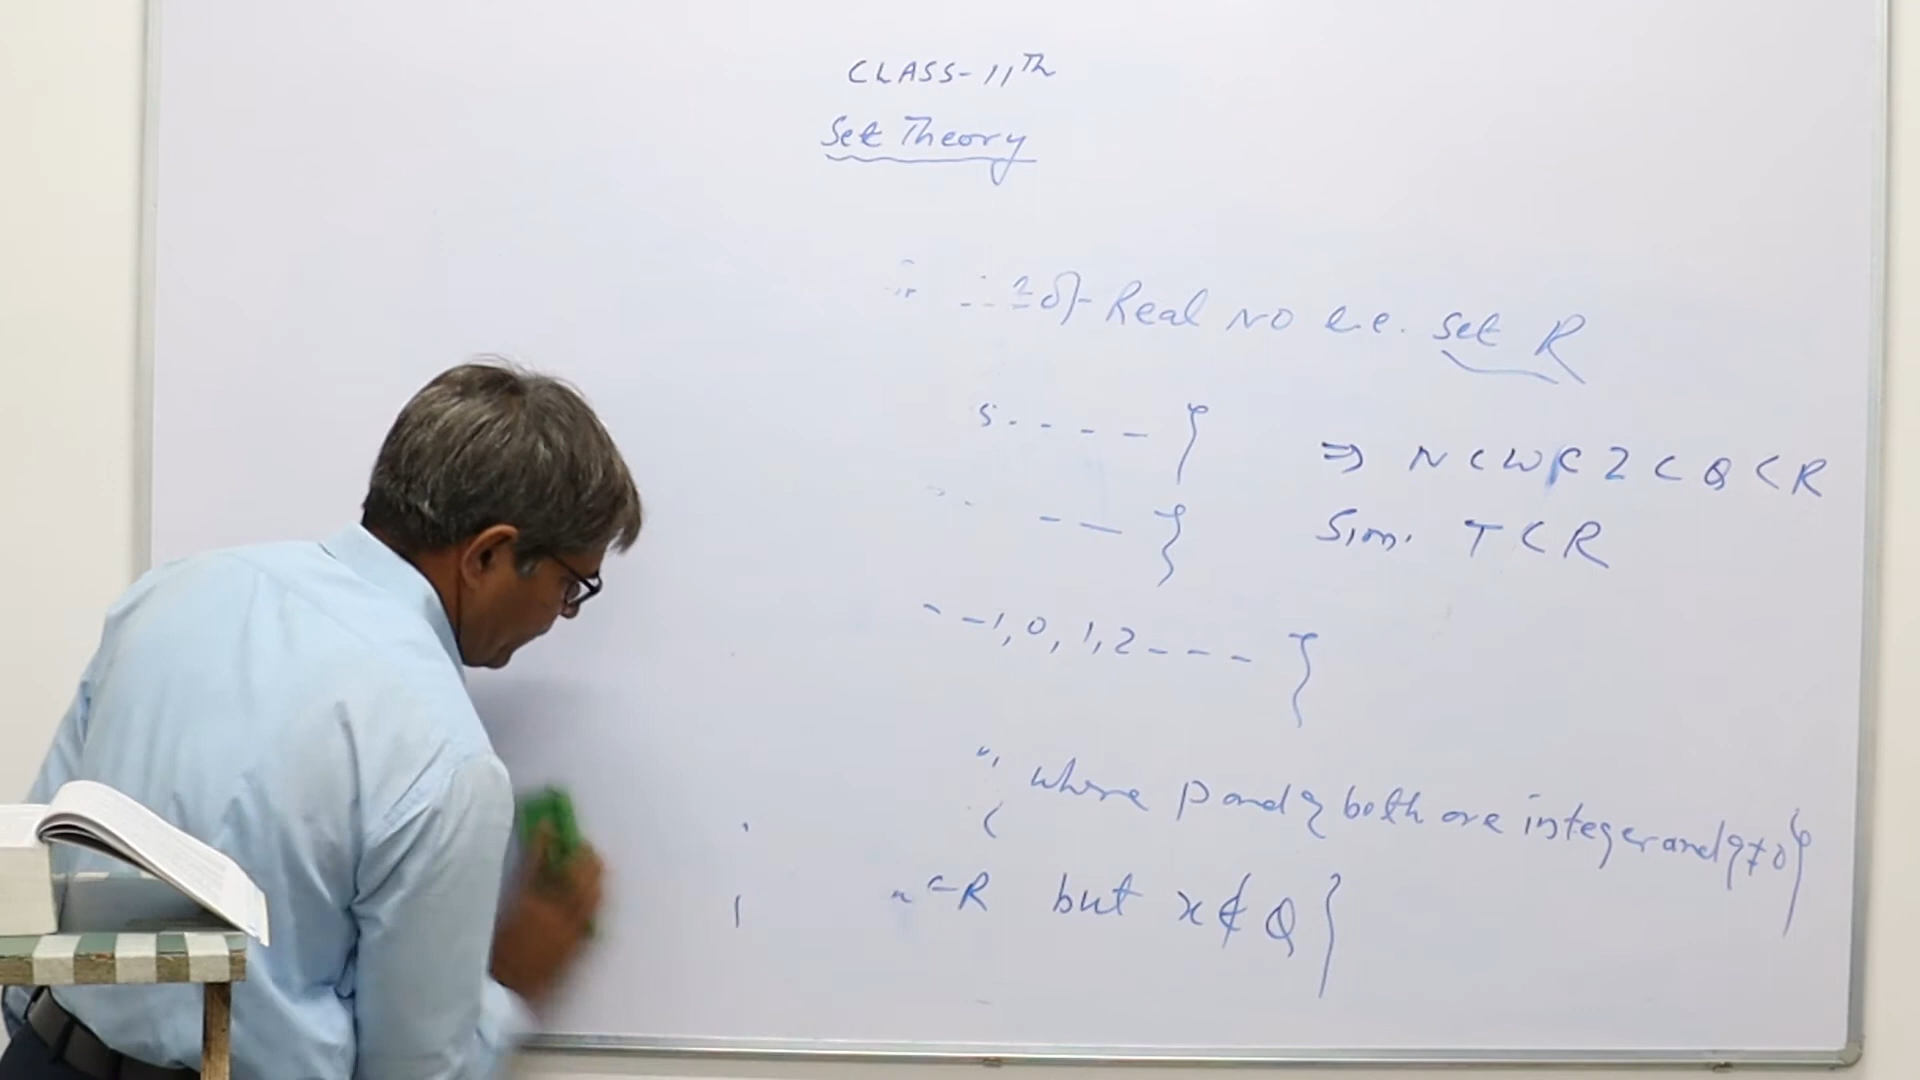 CLASS-11Th
Set Theory
of Real NO i.e. set R
5 - - - - }
⇒ N ⊂ W ⊂ Z ⊂ Q ⊂ R
- - }
Sim. T ⊂ R
-1, 0, 1, 2 - - - }
where p and q both are integer and q ≠ 0 }
∈ R but x ∉ Q }